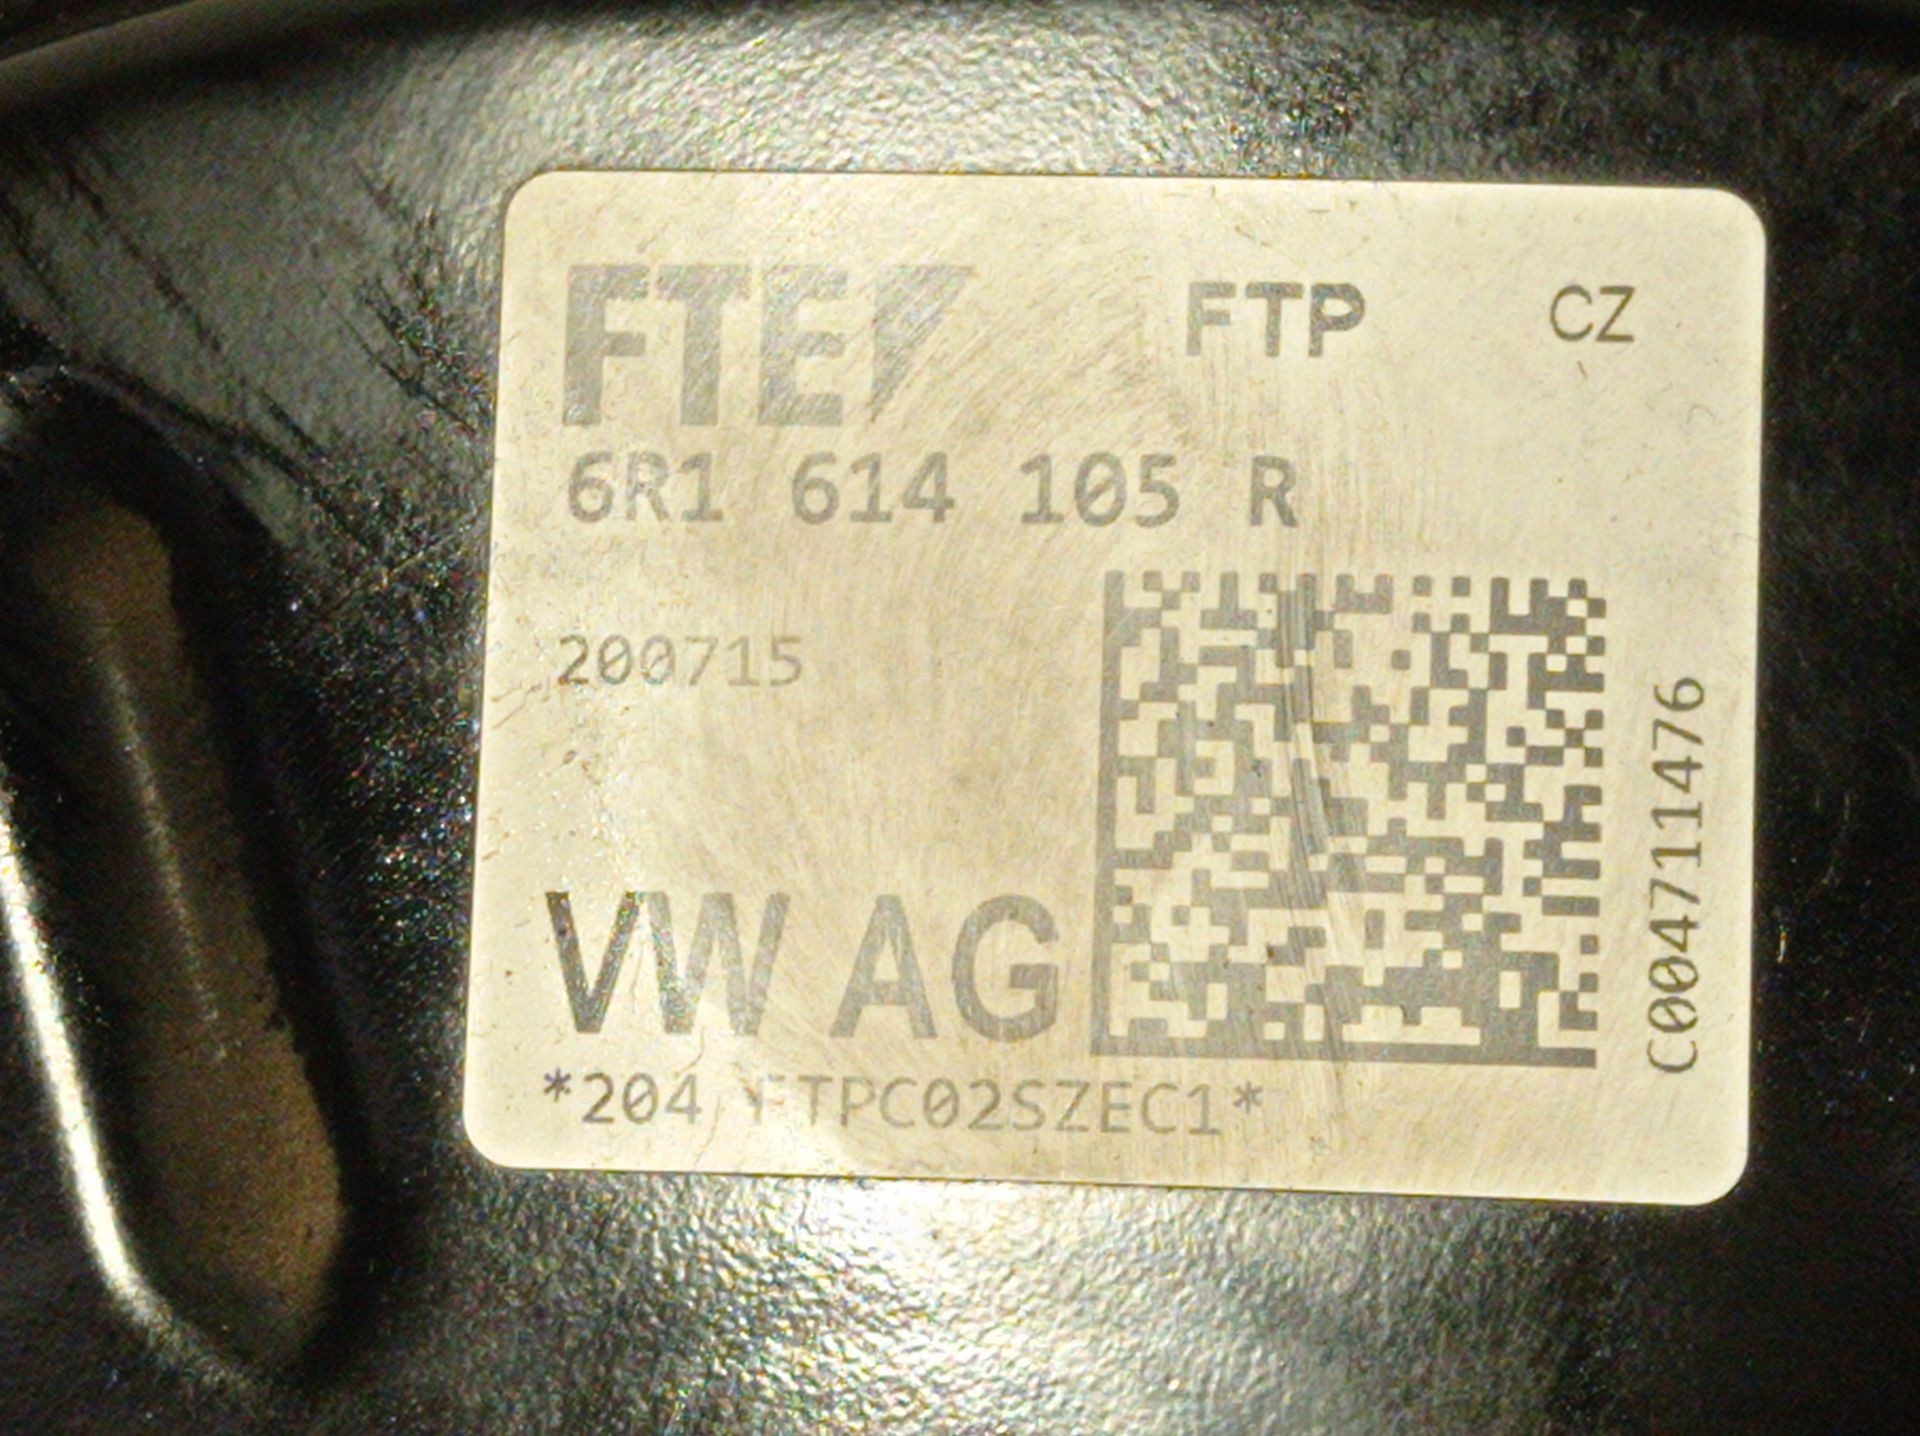 FTE FTP CZ
6R1 614 105 R
200715
C004711476
VW AG
*204 FTPC02SZEC1*